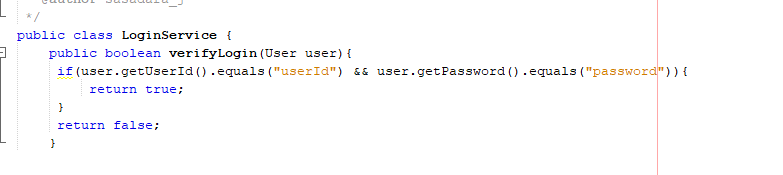 */
public class LoginService {
public boolean verifyLogin(User user){
if(user.getUserId().equals("userId") && user.getPassword().equals("password")){
return true;
}
return false;
}